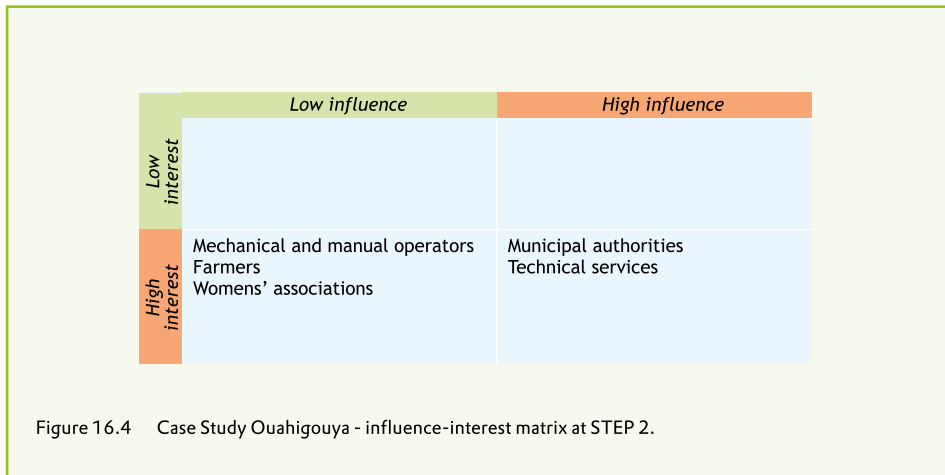 Low influence
High influence
Low
interest
High
interest
Mechanical and manual operators
Farmers
Womens’ associations
Municipal authorities
Technical services
Figure 16.4 Case Study Ouahigouya - influence-interest matrix at STEP 2.